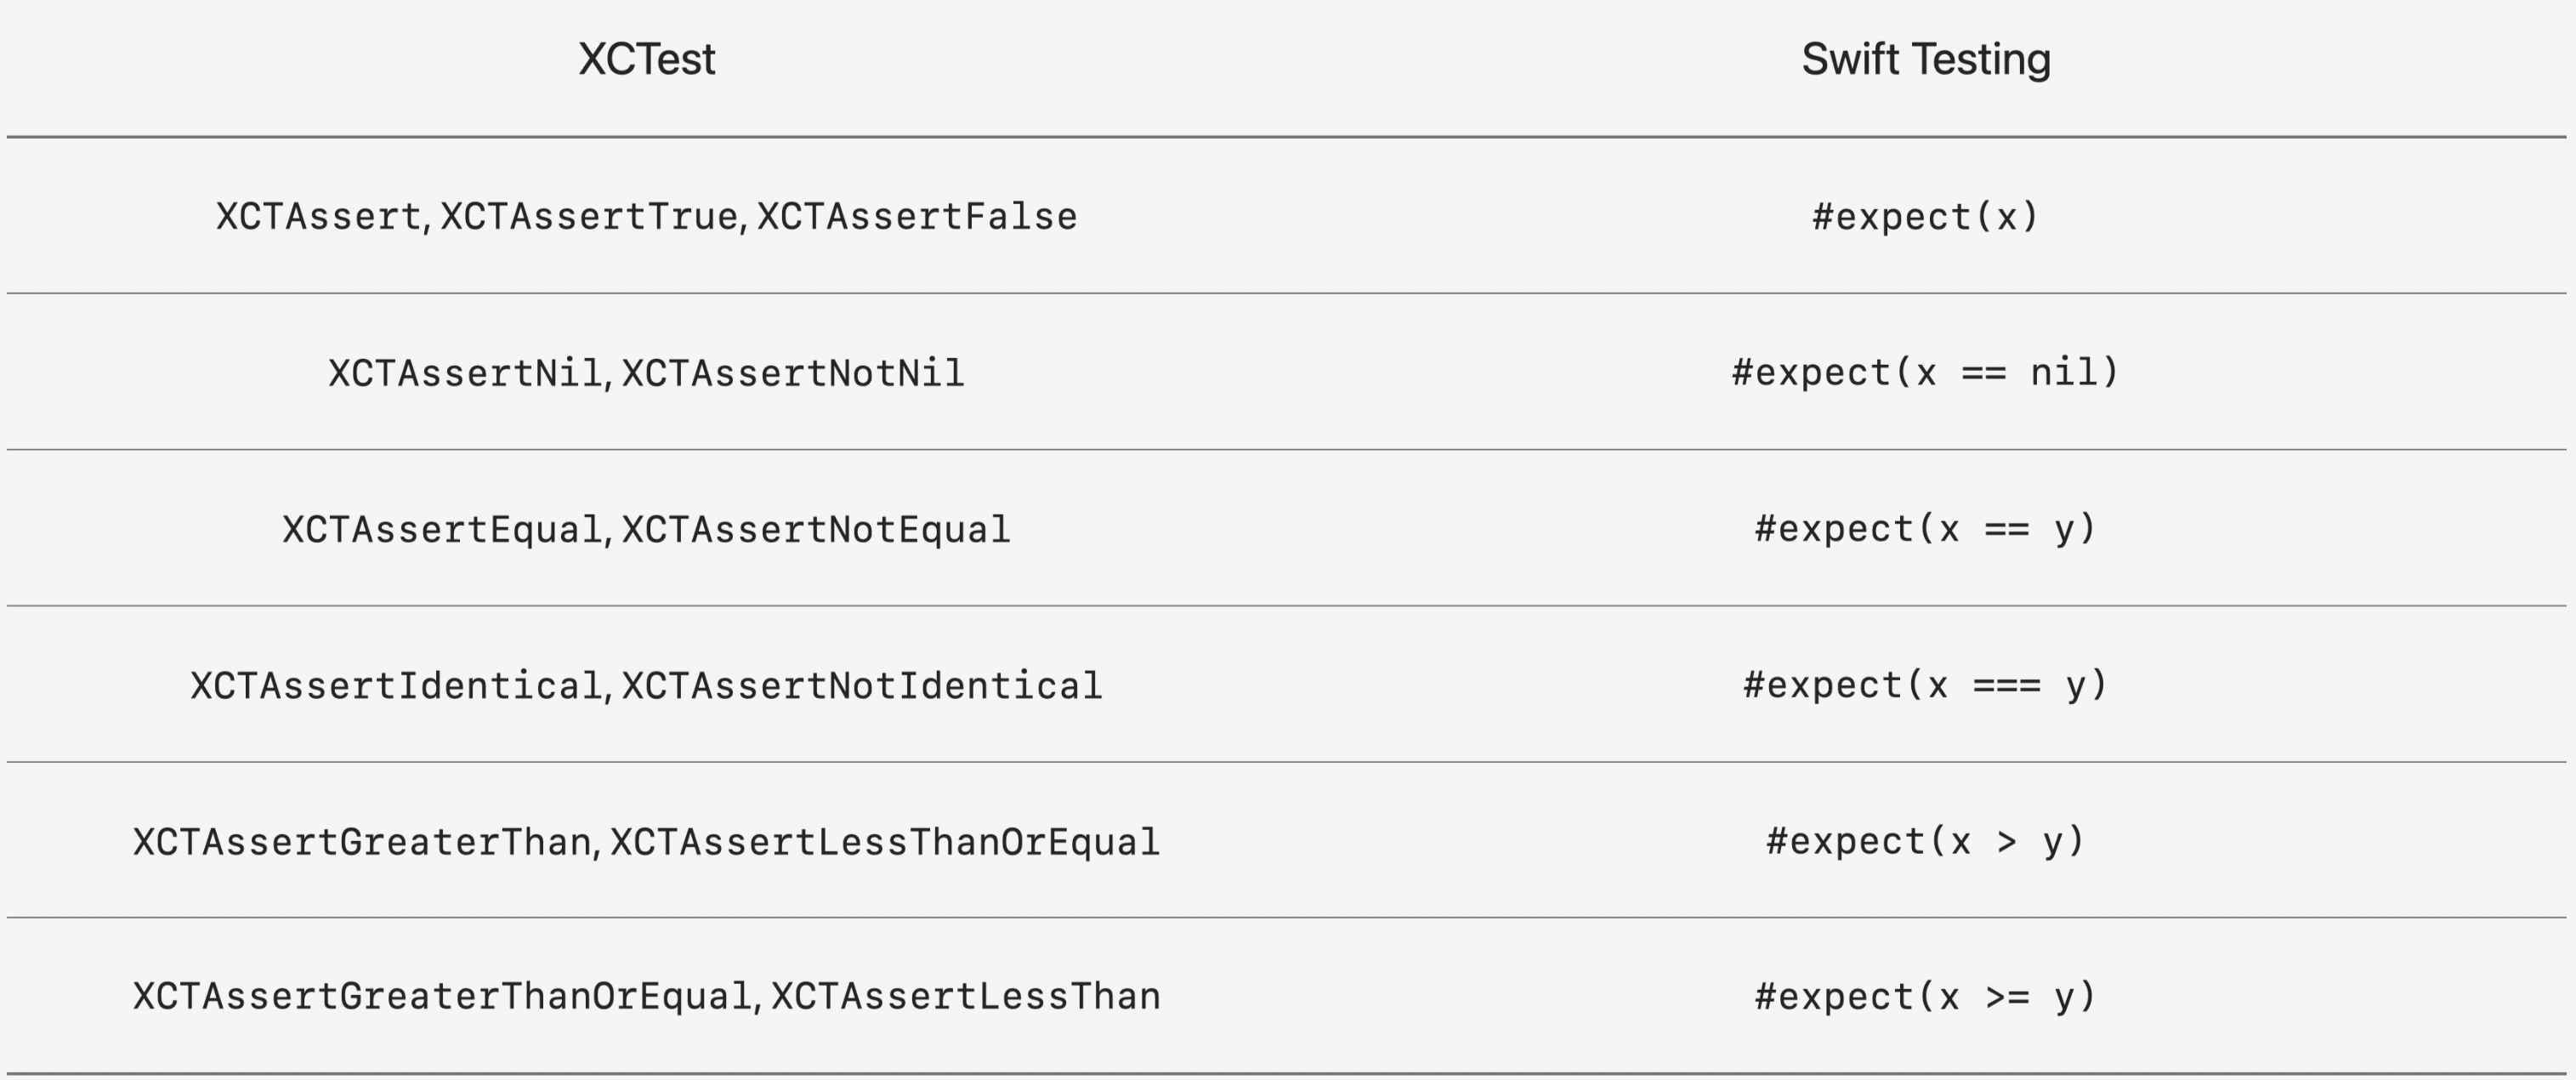 XCTest Swift Testing
XCTAssert, XCTAssertTrue, XCTAssertFalse #expect(x)
XCTAssertNil, XCTAssertNotNil #expect(x == nil)
XCTAssertEqual, XCTAssertNotEqual #expect(x == y)
XCTAssertIdentical, XCTAssertNotIdentical #expect(x === y)
XCTAssertGreaterThan, XCTAssertLessThanOrEqual #expect(x > y)
XCTAssertGreaterThanOrEqual, XCTAssertLessThan #expect(x >= y)